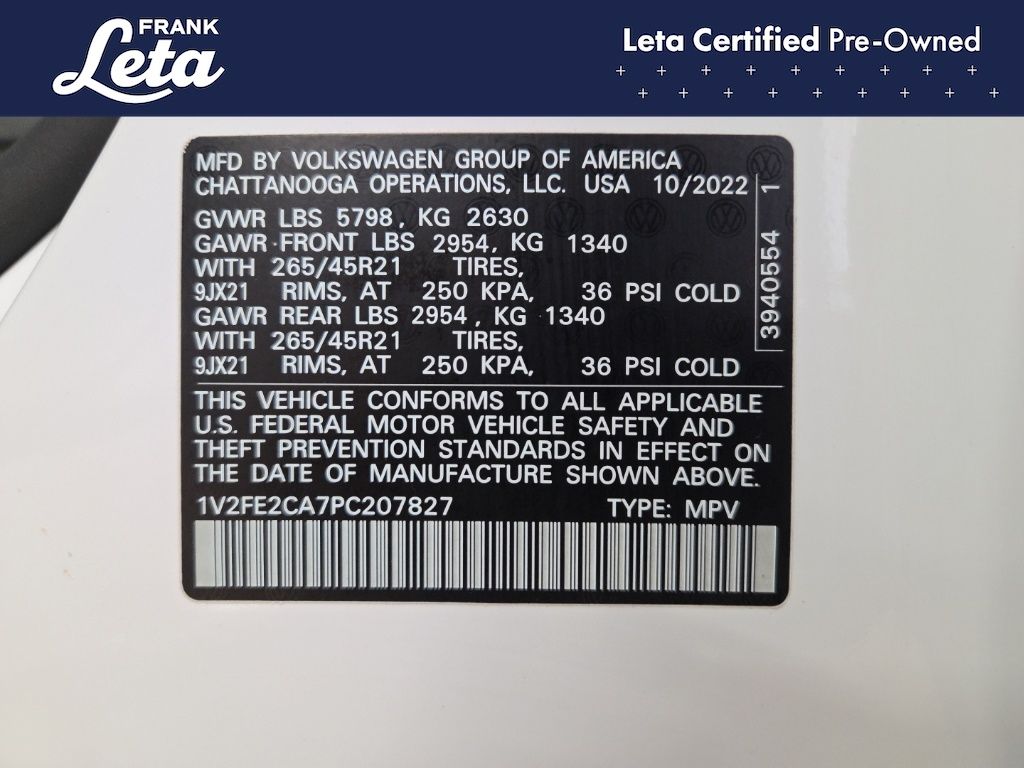 FRANK
Leta
Leta Certified Pre-Owned
MFD BY VOLKSWAGEN GROUP OF AMERICA
CHATTANOOGA OPERATIONS, LLC. USA 10/2022
GVWR LBS 5798, KG 2630
GAWR FRONT LBS 2954, KG 1340
WITH 265/45R21 TIRES,
9JX21 RIMS, AT 250 KPA, 36 PSI COLD
GAWR REAR LBS 2954, KG 1340
WITH 265/45R21 TIRES,
9JX21 RIMS, AT 250 KPA, 36 PSI COLD
3940554 1
THIS VEHICLE CONFORMS TO ALL APPLICABLE
U.S. FEDERAL MOTOR VEHICLE SAFETY AND
THEFT PREVENTION STANDARDS IN EFFECT ON
THE DATE OF MANUFACTURE SHOWN ABOVE.
1V2FE2CA7PC207827 TYPE: MPV